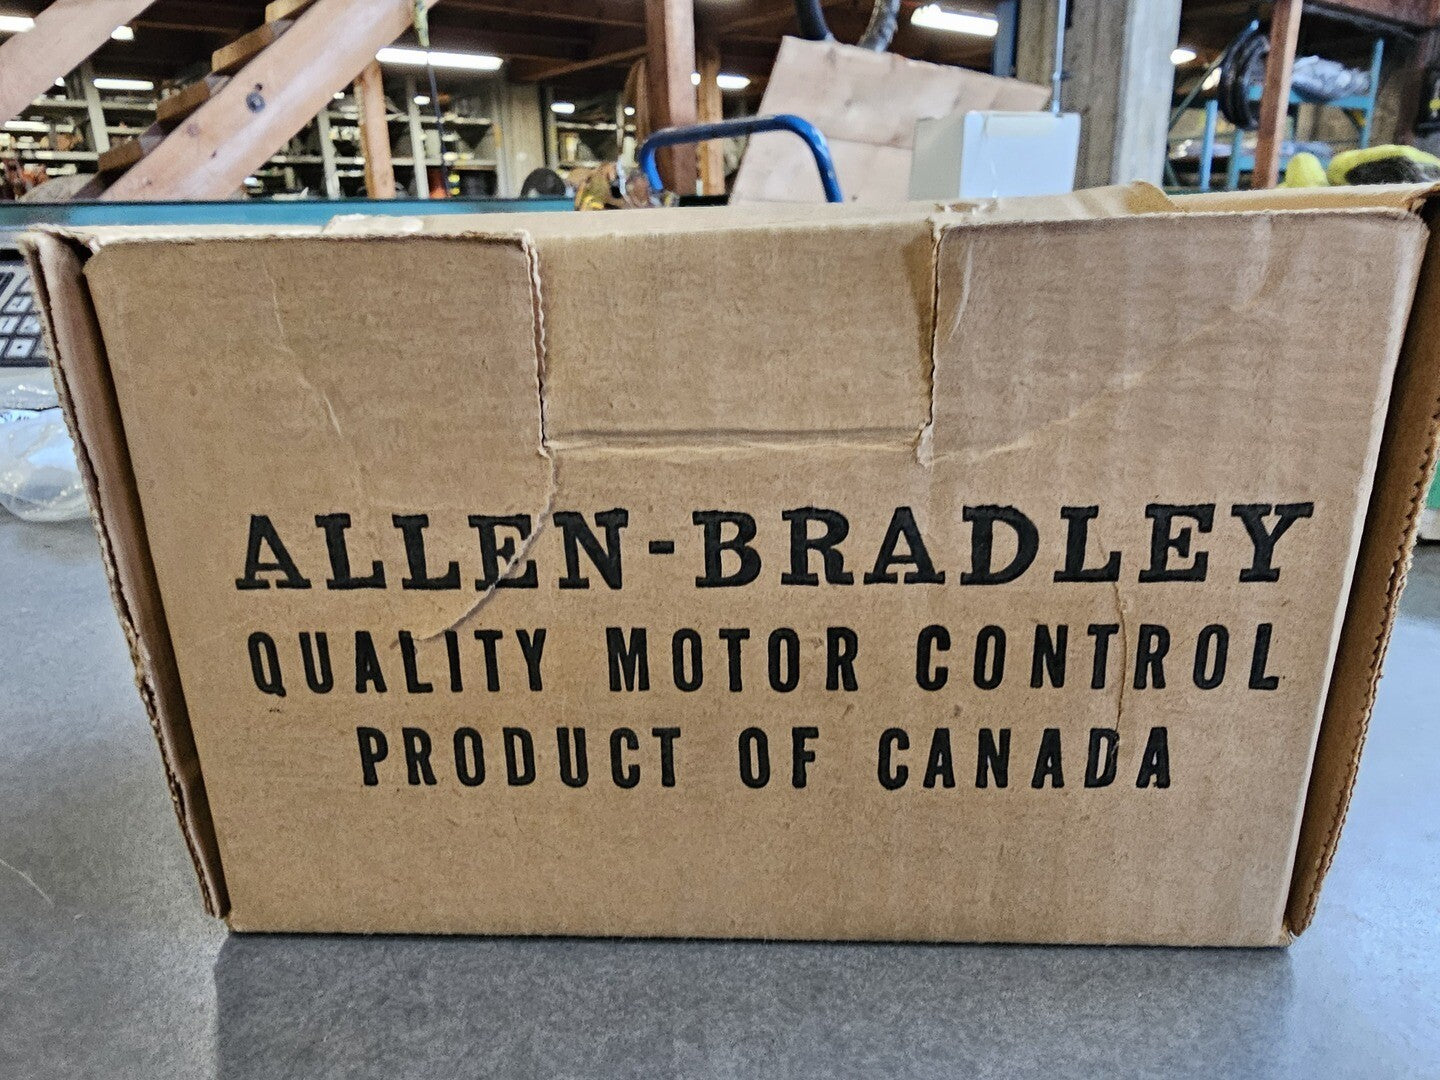 ALLEN-BRADLEY
QUALITY MOTOR CONTROL
PRODUCT OF CANADA